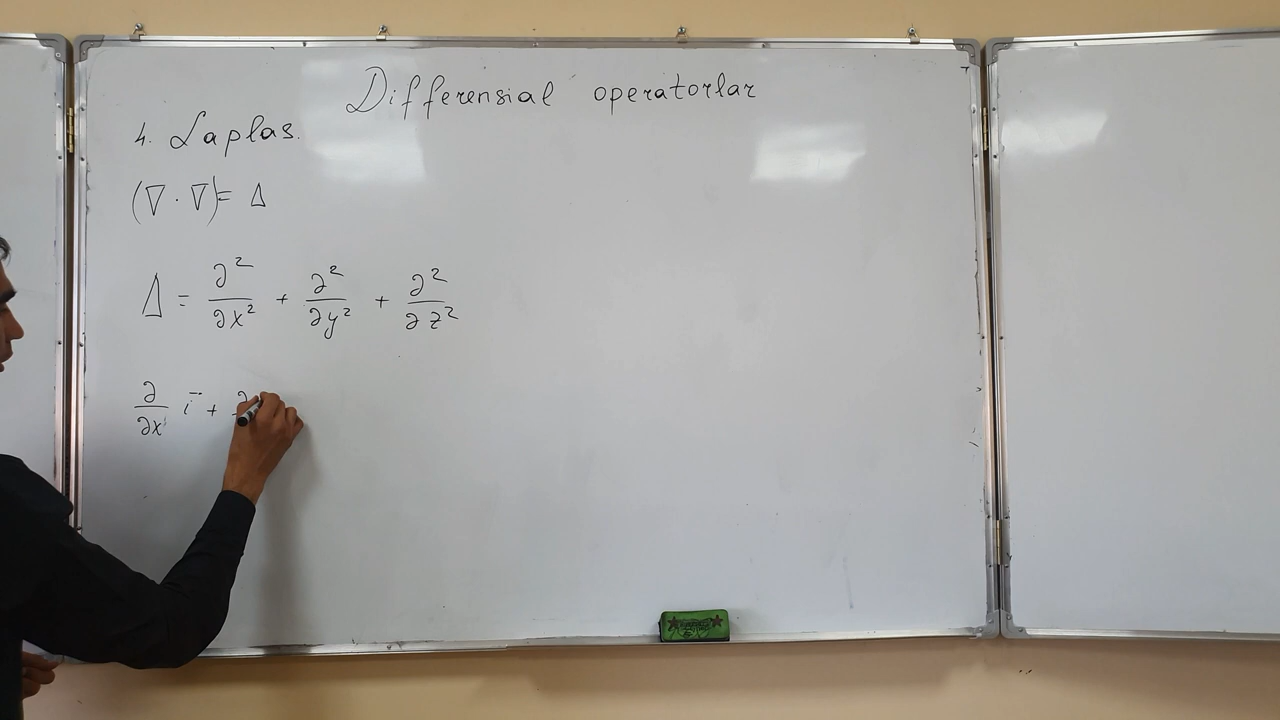 Differensial operatorlar
4. Laplas.
(∇ · ∇) = Δ
Δ = ∂²/∂x² + ∂²/∂y² + ∂²/∂z²
∂/∂x i⃗ + ∂